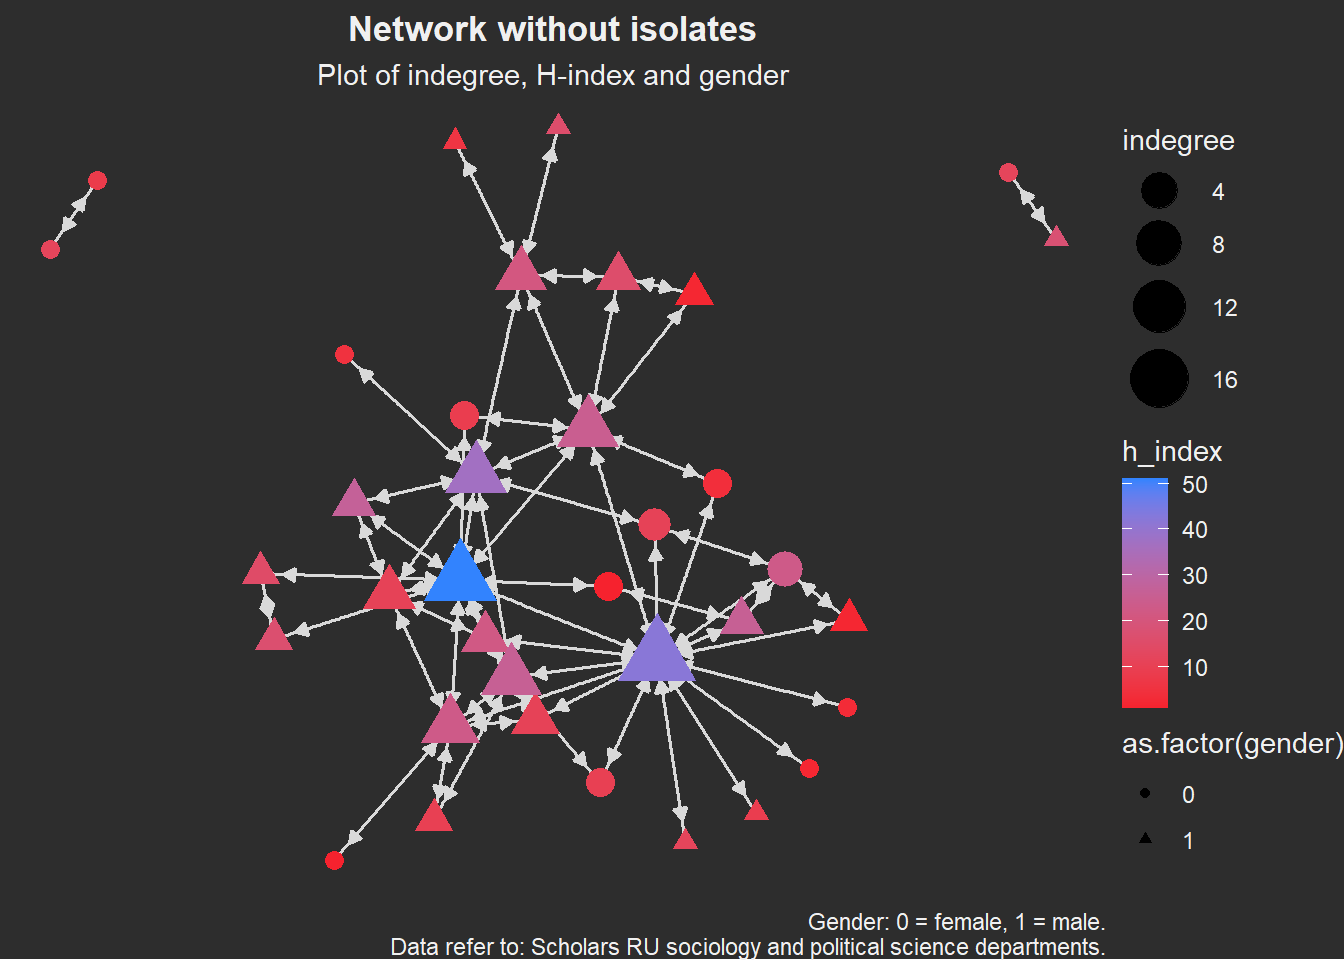 Network without isolates
Plot of indegree, H-index and gender
indegree
4
8
12
16
h_index
50
40
30
20
10
as.factor(gender)
0
1
Gender: 0 = female, 1 = male.
Data refer to: Scholars RU sociology and political science departments.